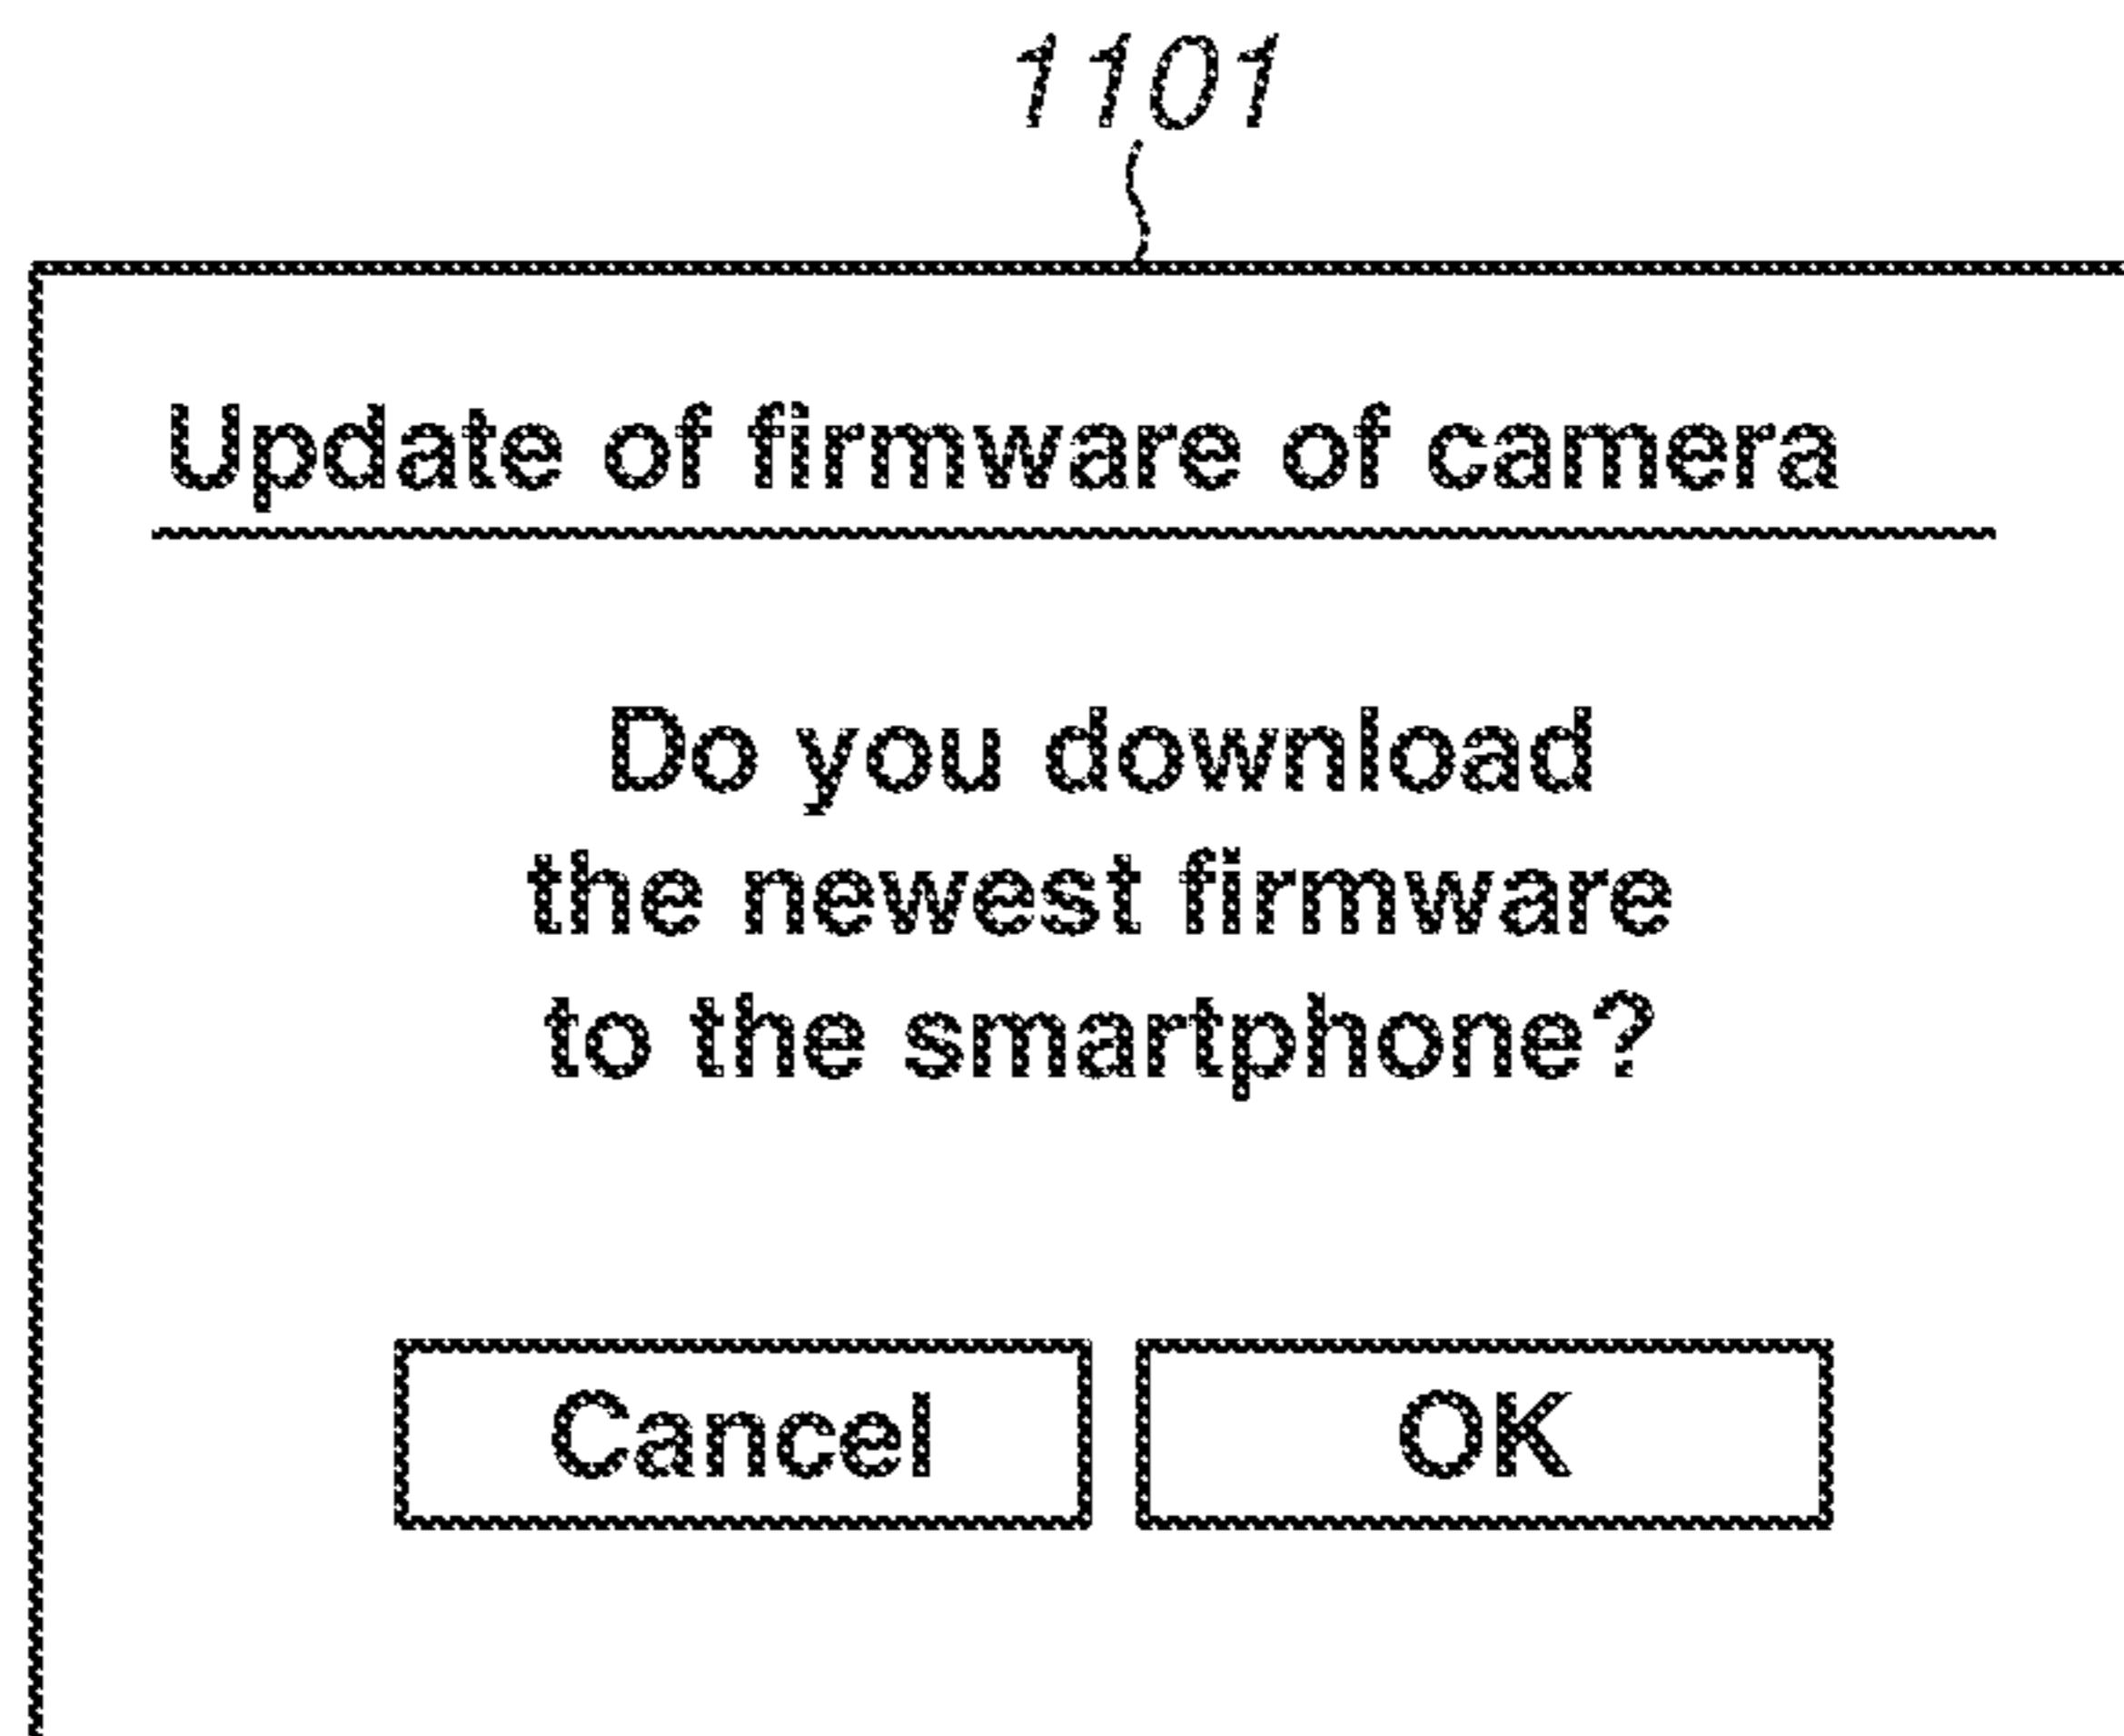 1101
Update of firmware of camera
Do you download
the newest firmware
to the smartphone?
Cancel OK